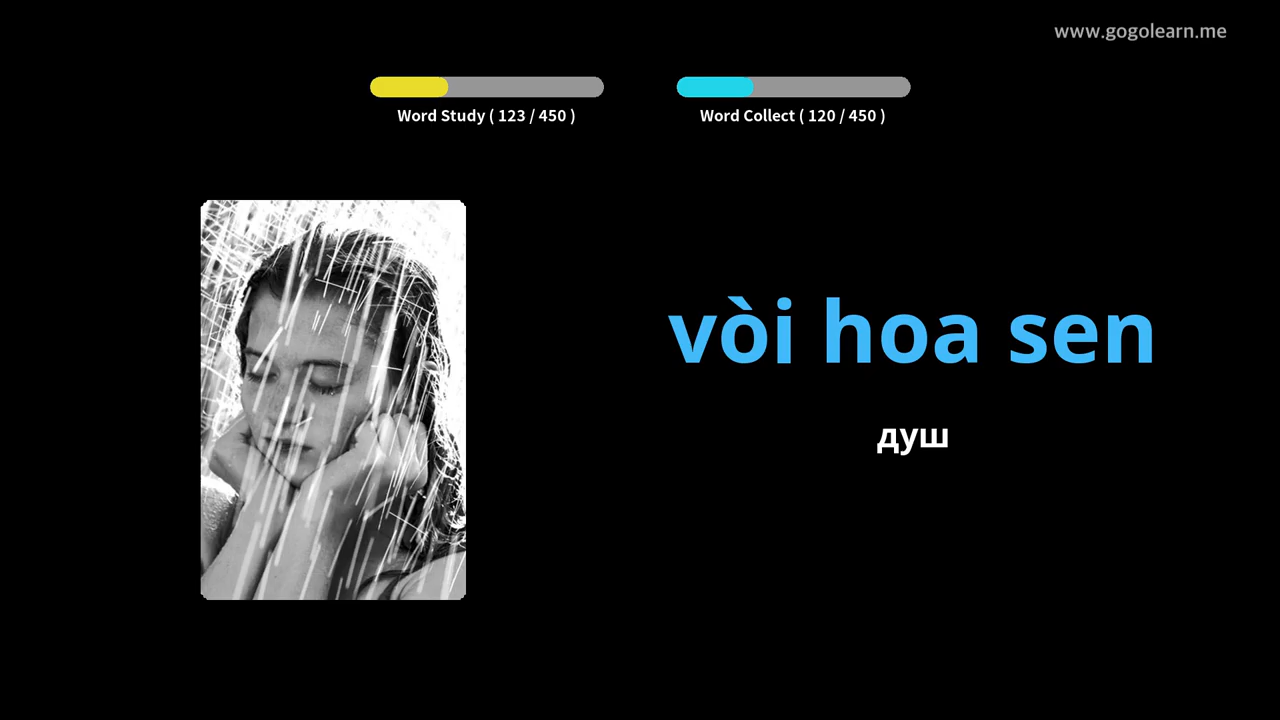 www.gogolearn.me
Word Study ( 123 / 450 )
Word Collect ( 120 / 450 )
vòi hoa sen
душ